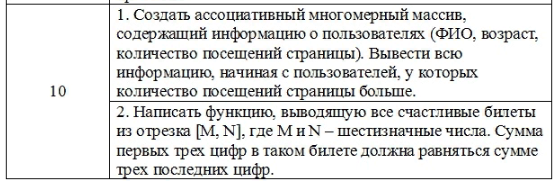 1. Создать ассоциативный многомерный массив,
содержащий информацию о пользователях (ФИО, возраст,
количество посещений страницы). Вывести всю
информацию, начиная с пользователей, у которых
количество посещений страницы больше.
10
2. Написать функцию, выводящую все счастливые билеты
из отрезка [M, N], где M и N – шестизначные числа. Сумма
первых трех цифр в таком билете должна равняться сумме
трех последних цифр.